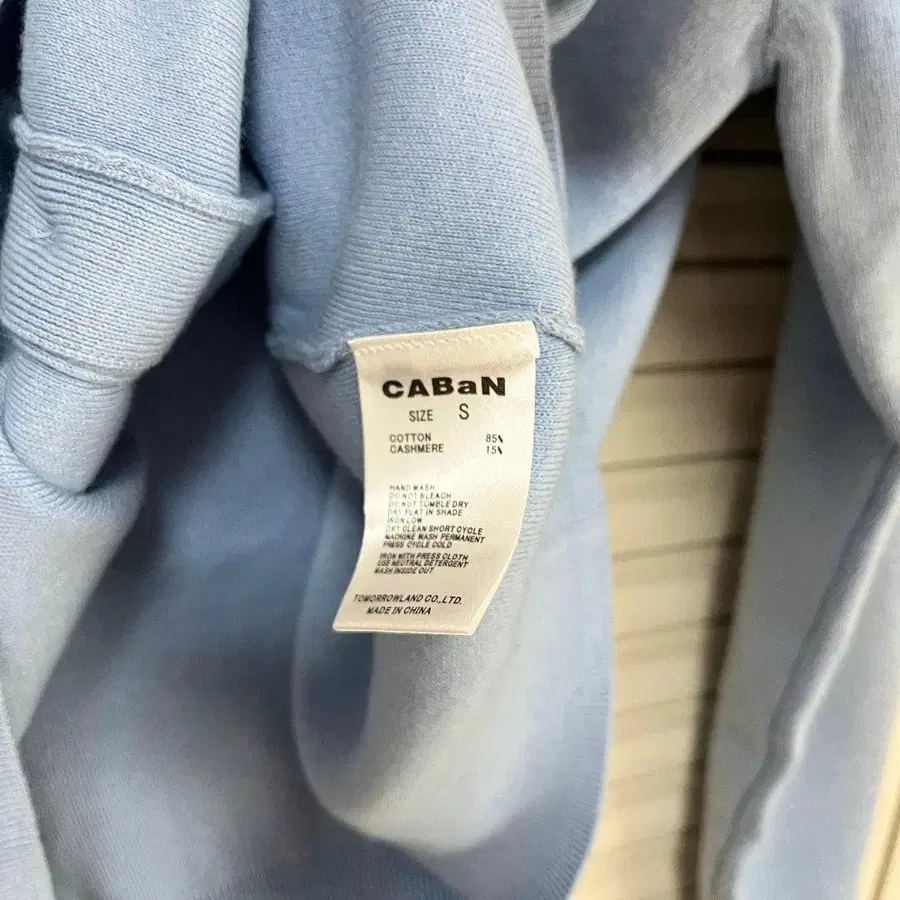 CABaN
SIZE S
COTTON 85%
CASHMERE 15%
HAND WASH
DO NOT BLEACH
DO NOT TUMBLE DRY
DRY FLAT IN SHADE
IRON LOW
DRY CLEAN SHORT CYCLE
MACHINE WASH PERMANENT
PRESS CYCLE COLD
IRON WITH PRESS CLOTH
USE NEUTRAL DETERGENT
WASH INSIDE OUT
TOMORROWLAND CO.,LTD.
MADE IN CHINA